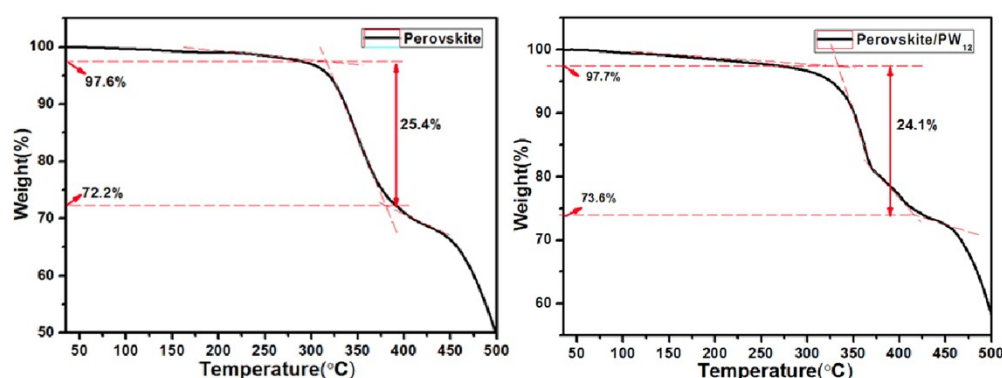 Perovskite
100
97.6%
90
25.4%
80
72.2%
70
60
50
Weight(%)
50 100 150 200 250 300 350 400 450 500
Temperature(°C)
Perovskite/PW12
100
97.7%
90
24.1%
80
73.6%
70
60
Weight(%)
50 100 150 200 250 300 350 400 450 500
Temperature(°C)